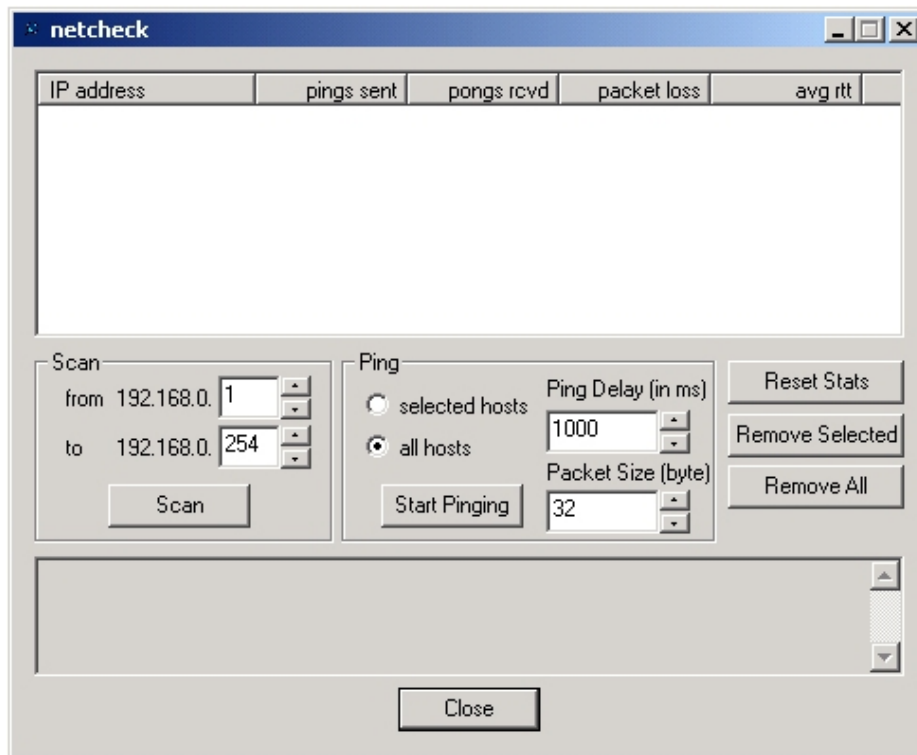 netcheck
IP address pings sent pongs rcvd packet loss avg rtt
Scan
from 192.168.0. 1
to 192.168.0. 254
Scan
Ping
selected hosts
all hosts
Start Pinging
Ping Delay (in ms)
1000
Packet Size (byte)
32
Reset Stats
Remove Selected
Remove All
Close